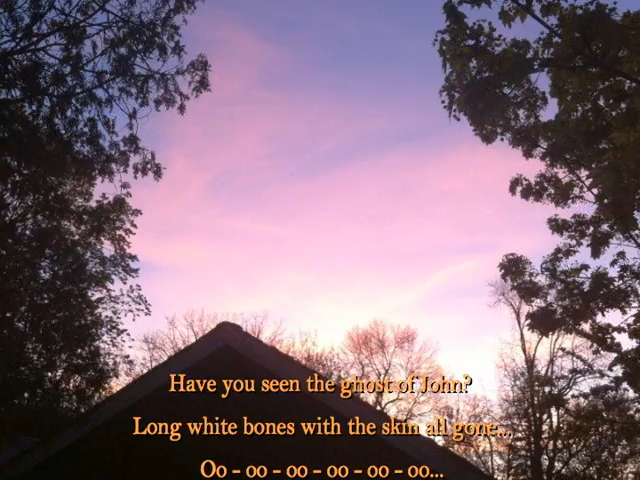 Have you seen the ghost of John?
Long white bones with the skin all gone...
Oo - oo - oo - oo - oo - oo...